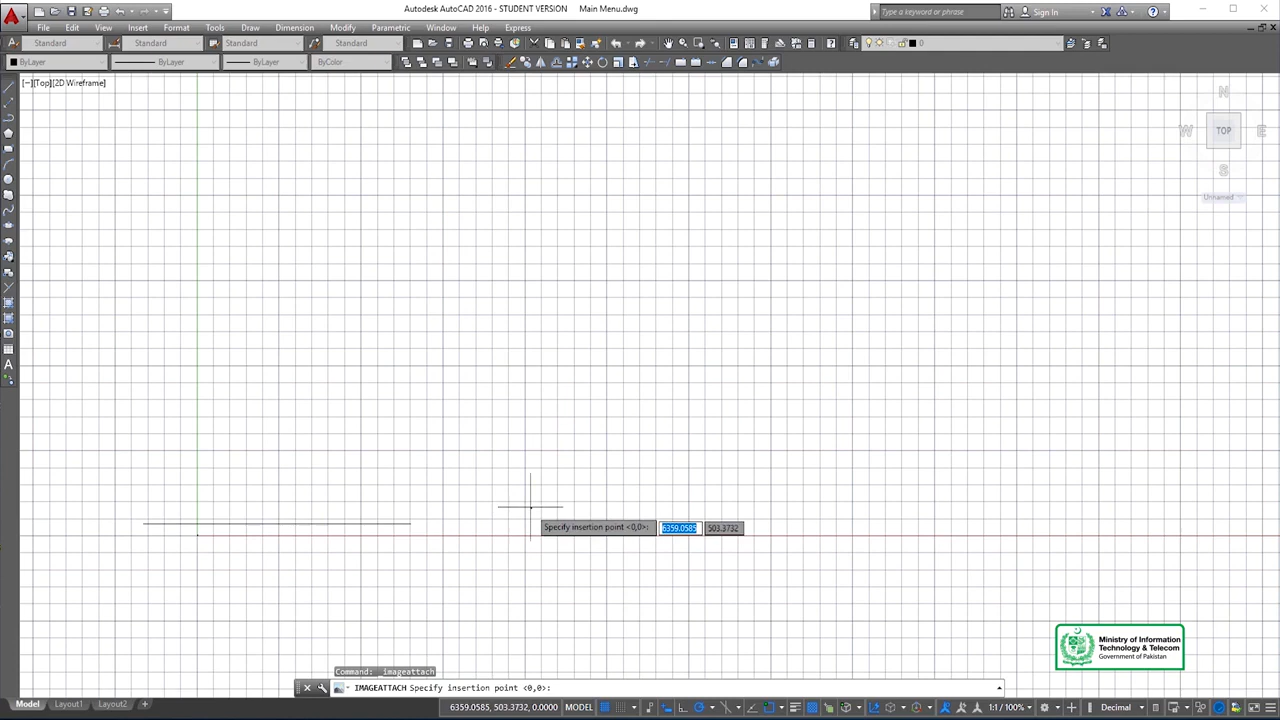 Autodesk AutoCAD 2016 - STUDENT VERSION Main Menu.dwg
Type a keyword or phrase
Sign In
File Edit View Insert Format Tools Draw Dimension Modify Parametric Window Help Express
Standard Standard Standard Standard 0
ByLayer ByLayer ByLayer ByColor
[−][Top][2D Wireframe]
N
W TOP E
S
Unnamed
Specify insertion point <0,0>: 6359.0585 503.3732
Ministry of Information
Technology & Telecom
Government of Pakistan
Command: _imageattach
IMAGEATTACH Specify insertion point <0,0>:
Model Layout1 Layout2 + 6359.0585, 503.3732, 0.0000 MODEL 1:1 / 100% Decimal